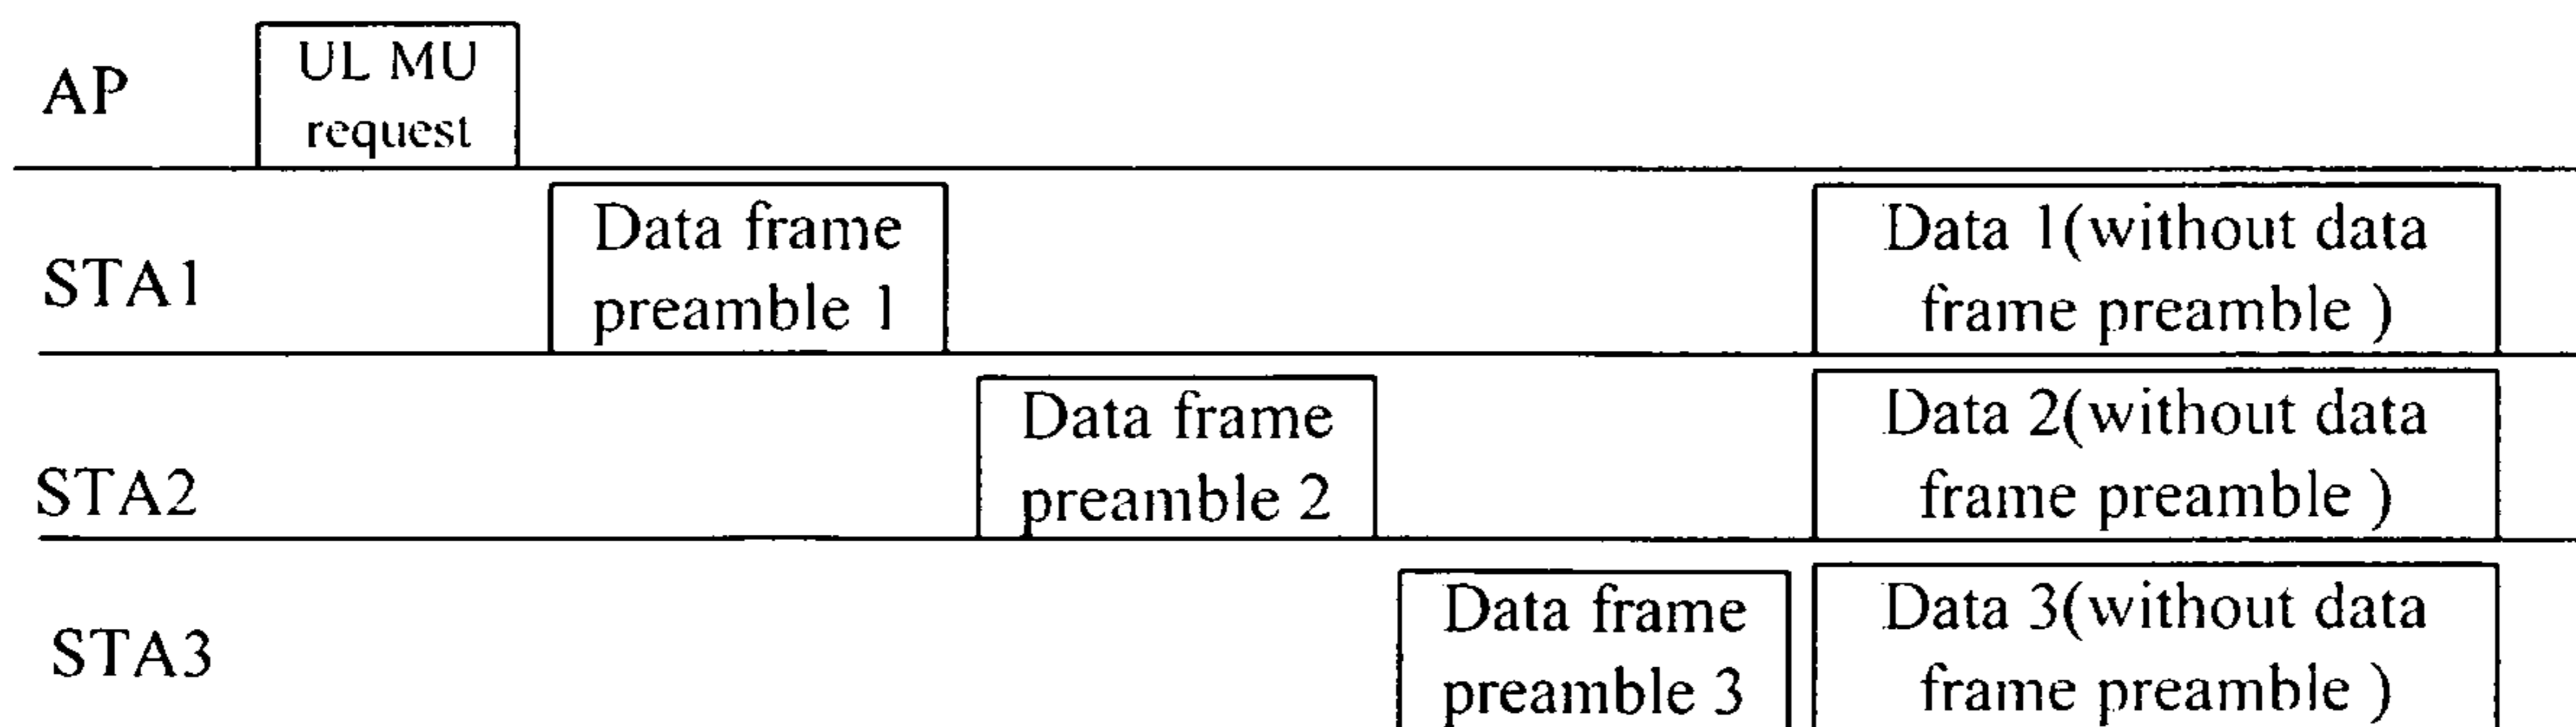 AP
UL MU
request
STA1
Data frame
preamble 1
Data 1(without data
frame preamble )
STA2
Data frame
preamble 2
Data 2(without data
frame preamble )
STA3
Data frame
preamble 3
Data 3(without data
frame preamble )